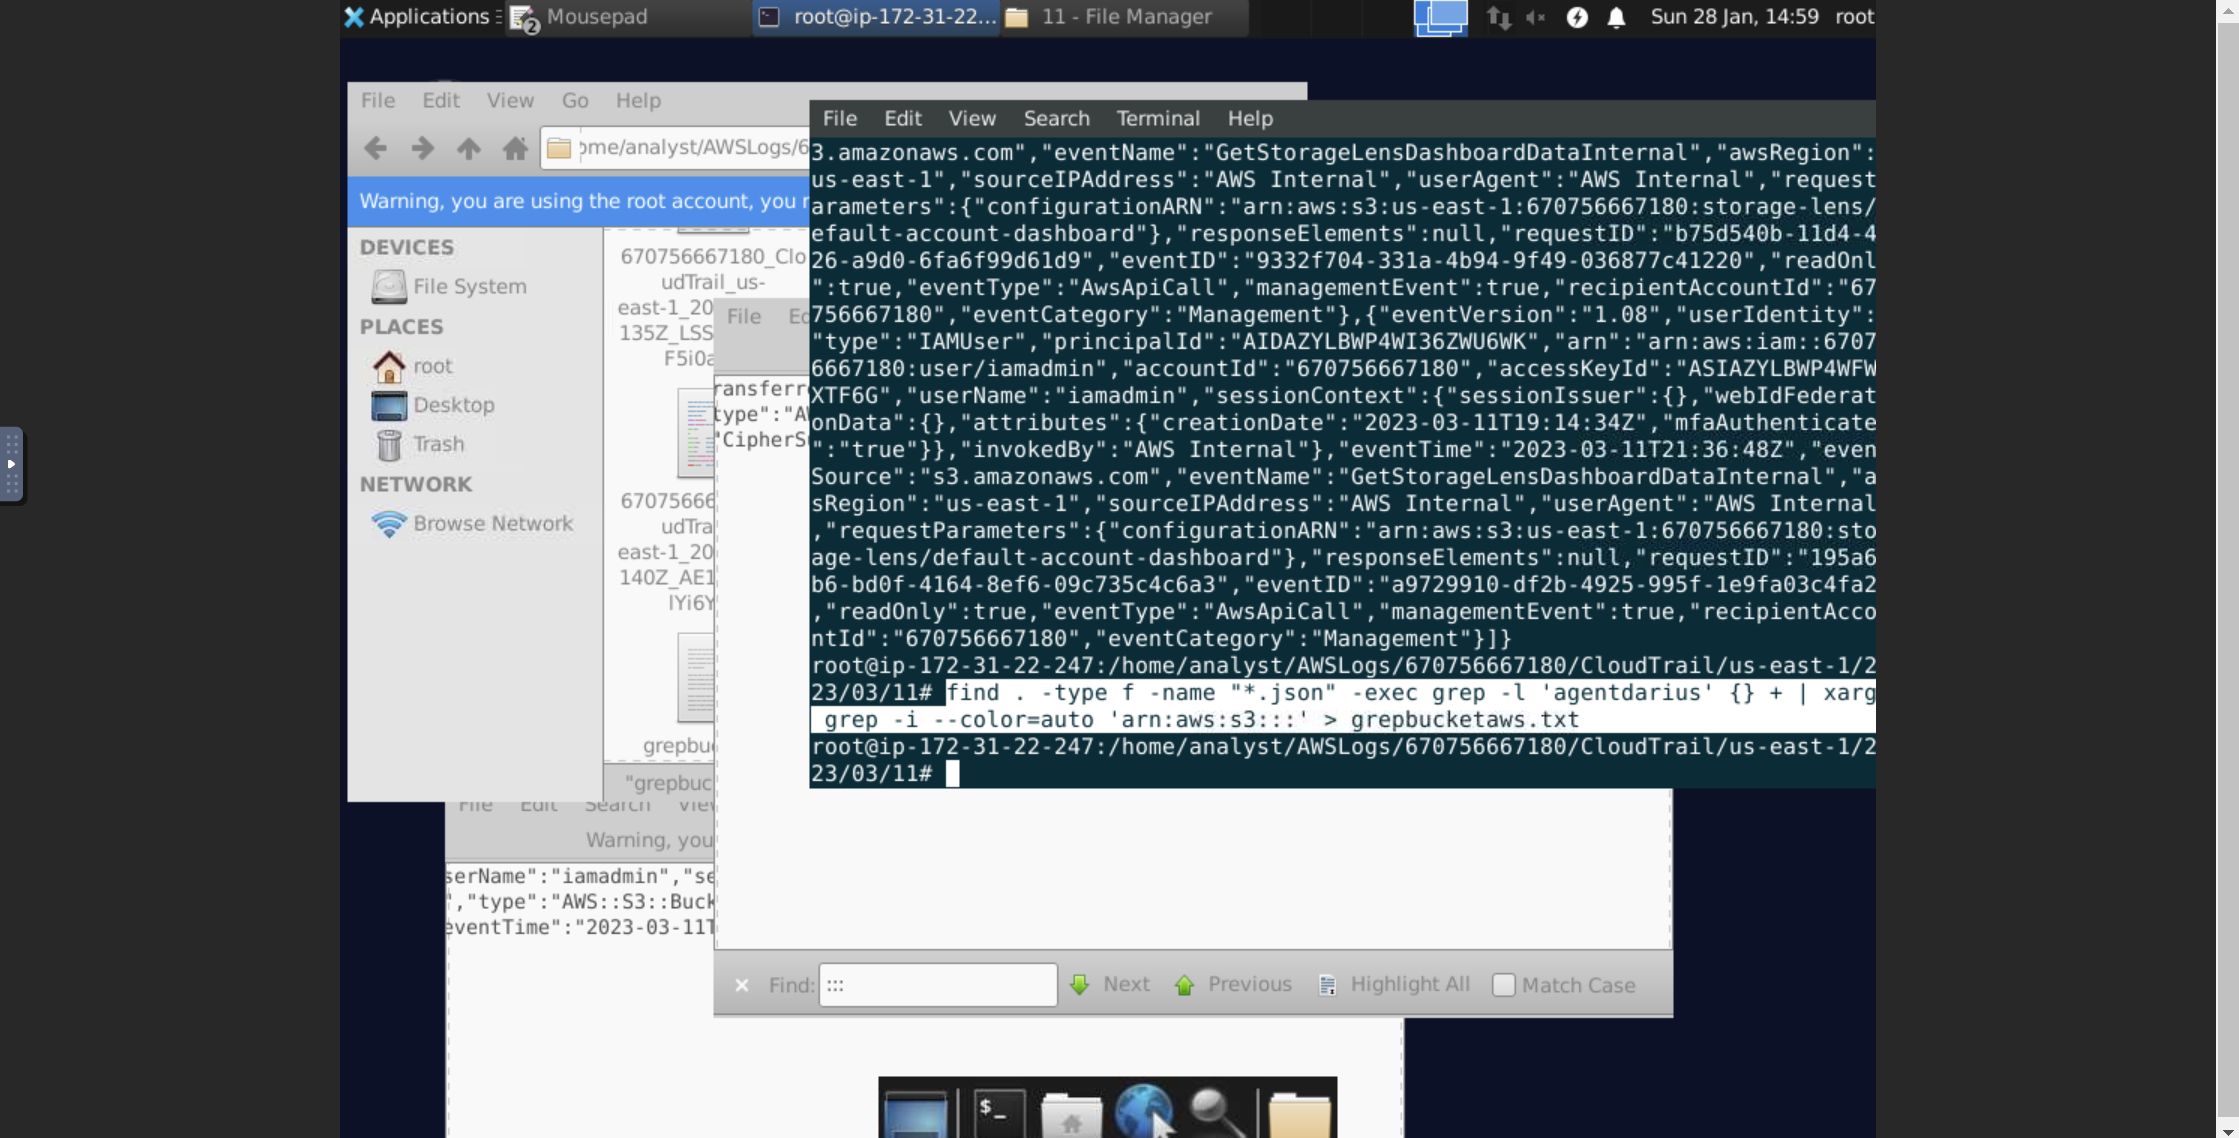 Applications
2
Mousepad
root@ip-172-31-22...
11 - File Manager
Sun 28 Jan, 14:59 root
File Edit View Go Help
ome/analyst/AWSLogs/6
Warning, you are using the root account, you
DEVICES
File System
PLACES
root
Desktop
Trash
NETWORK
Browse Network
670756667180_Clo
udTrail_us-
east-1_20
135Z_LSS
F5i0a
67075666
udTra
east-1_20
140Z_AE1
lYi6Y
grepbuc
"grepbuc
File Ed
ransferre
type":"AW
"CipherSu
File Edit View Search Terminal Help
3.amazonaws.com","eventName":"GetStorageLensDashboardDataInternal","awsRegion":
us-east-1","sourceIPAddress":"AWS Internal","userAgent":"AWS Internal","request
arameters":{"configurationARN":"arn:aws:s3:us-east-1:670756667180:storage-lens/
efault-account-dashboard"},"responseElements":null,"requestID":"b75d540b-11d4-4
26-a9d0-6fa6f99d61d9","eventID":"9332f704-331a-4b94-9f49-036877c41220","readOnl
":true,"eventType":"AwsApiCall","managementEvent":true,"recipientAccountId":"67
756667180","eventCategory":"Management"},{"eventVersion":"1.08","userIdentity":
"type":"IAMUser","principalId":"AIDAZYLBWP4WI36ZWU6WK","arn":"arn:aws:iam::6707
6667180:user/iamadmin","accountId":"670756667180","accessKeyId":"ASIAZYLBWP4WFW
XTF6G","userName":"iamadmin","sessionContext":{"sessionIssuer":{},"webIdFederat
onData":{},"attributes":{"creationDate":"2023-03-11T19:14:34Z","mfaAuthenticate
":"true"}},"invokedBy":"AWS Internal"},"eventTime":"2023-03-11T21:36:48Z","even
Source":"s3.amazonaws.com","eventName":"GetStorageLensDashboardDataInternal","a
sRegion":"us-east-1","sourceIPAddress":"AWS Internal","userAgent":"AWS Internal
,"requestParameters":{"configurationARN":"arn:aws:s3:us-east-1:670756667180:sto
age-lens/default-account-dashboard"},"responseElements":null,"requestID":"195a6
b6-bd0f-4164-8ef6-09c735c4c6a3","eventID":"a9729910-df2b-4925-995f-1e9fa03c4fa2
,"readOnly":true,"eventType":"AwsApiCall","managementEvent":true,"recipientAcco
ntId":"670756667180","eventCategory":"Management"}]}
root@ip-172-31-22-247:/home/analyst/AWSLogs/670756667180/CloudTrail/us-east-1/2
23/03/11# find . -type f -name "*.json" -exec grep -l 'agentdarius' {} + | xarg
grep -i --color=auto 'arn:aws:s3:::' > grepbucketaws.txt
root@ip-172-31-22-247:/home/analyst/AWSLogs/670756667180/CloudTrail/us-east-1/2
23/03/11#
File Edit Search View
Warning, you
serName":"iamadmin","se
","type":"AWS::S3::Buck
eventTime":"2023-03-11T
Find: ::: Next Previous Highlight All Match Case
$_